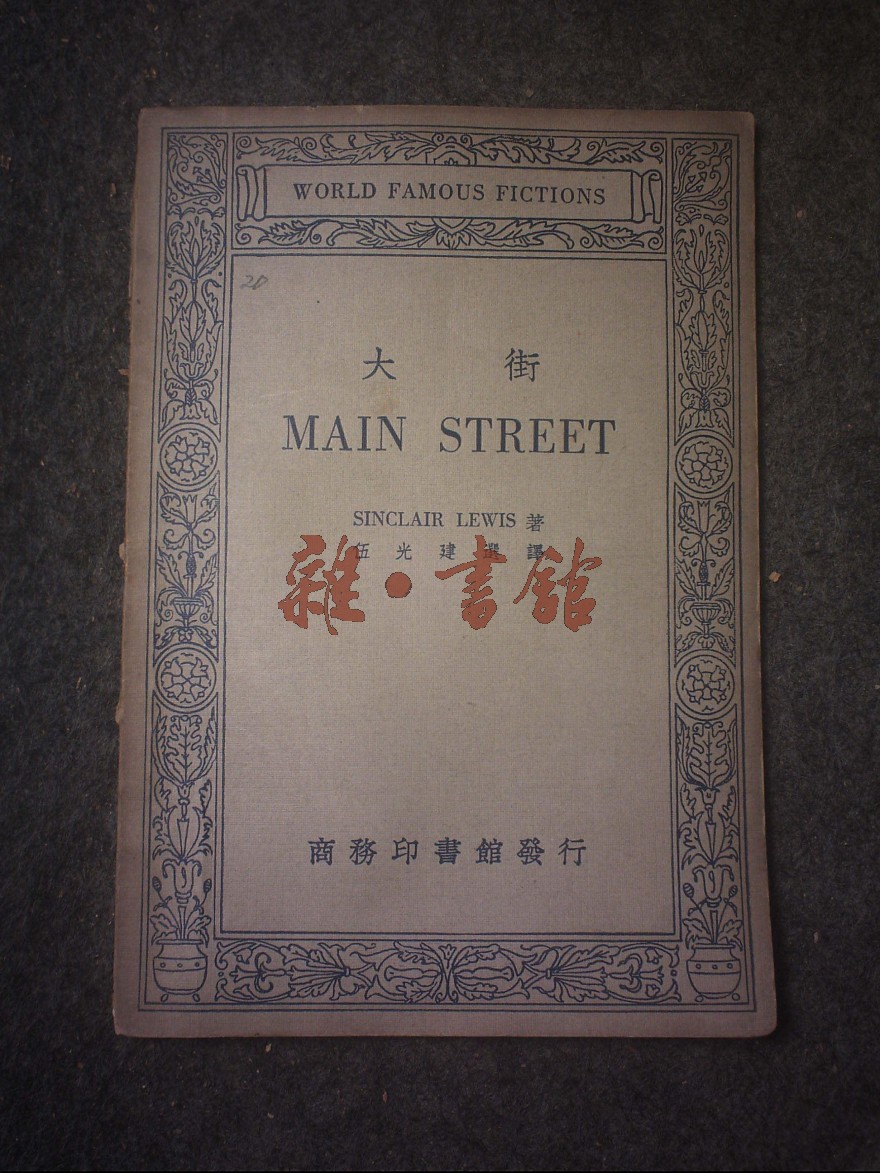 WORLD FAMOUS FICTIONS
20
大街
MAIN STREET
SINCLAIR LEWIS 著
伍光建選譯
雜·書館
商務印書館發行